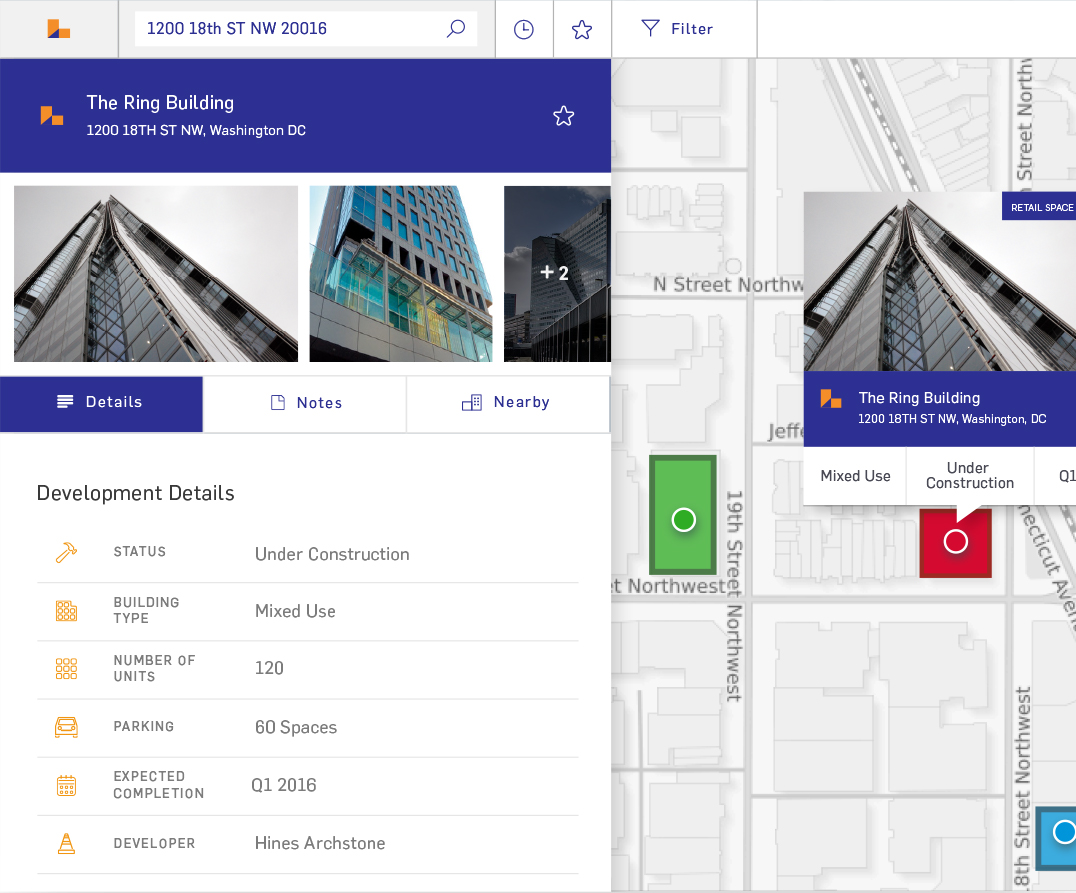 1200 18th ST NW 20016
Filter
The Ring Building
1200 18TH ST NW, Washington DC
+2
Details
Notes
Nearby
Development Details
STATUS
Under Construction
BUILDING
TYPE
Mixed Use
NUMBER OF
UNITS
120
PARKING
60 Spaces
EXPECTED
COMPLETION
Q1 2016
DEVELOPER
Hines Archstone
Street Northw
RETAIL SPACE
N Street Northw
The Ring Building
1200 18TH ST NW, Washington, DC
Jeffe
Mixed Use
Under
Construction
Q1
19th Street Northwest
et Northwest
necticut Aven
18th Street Northwest